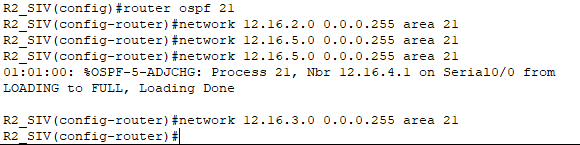 R2_SIV(config)#router ospf 21
R2_SIV(config-router)#network 12.16.2.0 0.0.0.255 area 21
R2_SIV(config-router)#network 12.16.5.0 0.0.0.255 area 21
R2_SIV(config-router)#network 12.16.5.0 0.0.0.255 area 21
01:01:00: %OSPF-5-ADJCHG: Process 21, Nbr 12.16.4.1 on Serial0/0 from
LOADING to FULL, Loading Done
R2_SIV(config-router)#network 12.16.3.0 0.0.0.255 area 21
R2_SIV(config-router)#